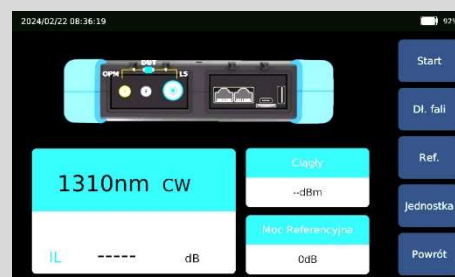 2024/02/22 08:36:19
92%
DUT
OPM
LS
Start
Dł. fali
Ref.
Jednostka
Powrót
1310nm CW
IL ----- dB
Ciągły
--dBm
Moc Referencyjna
0dB